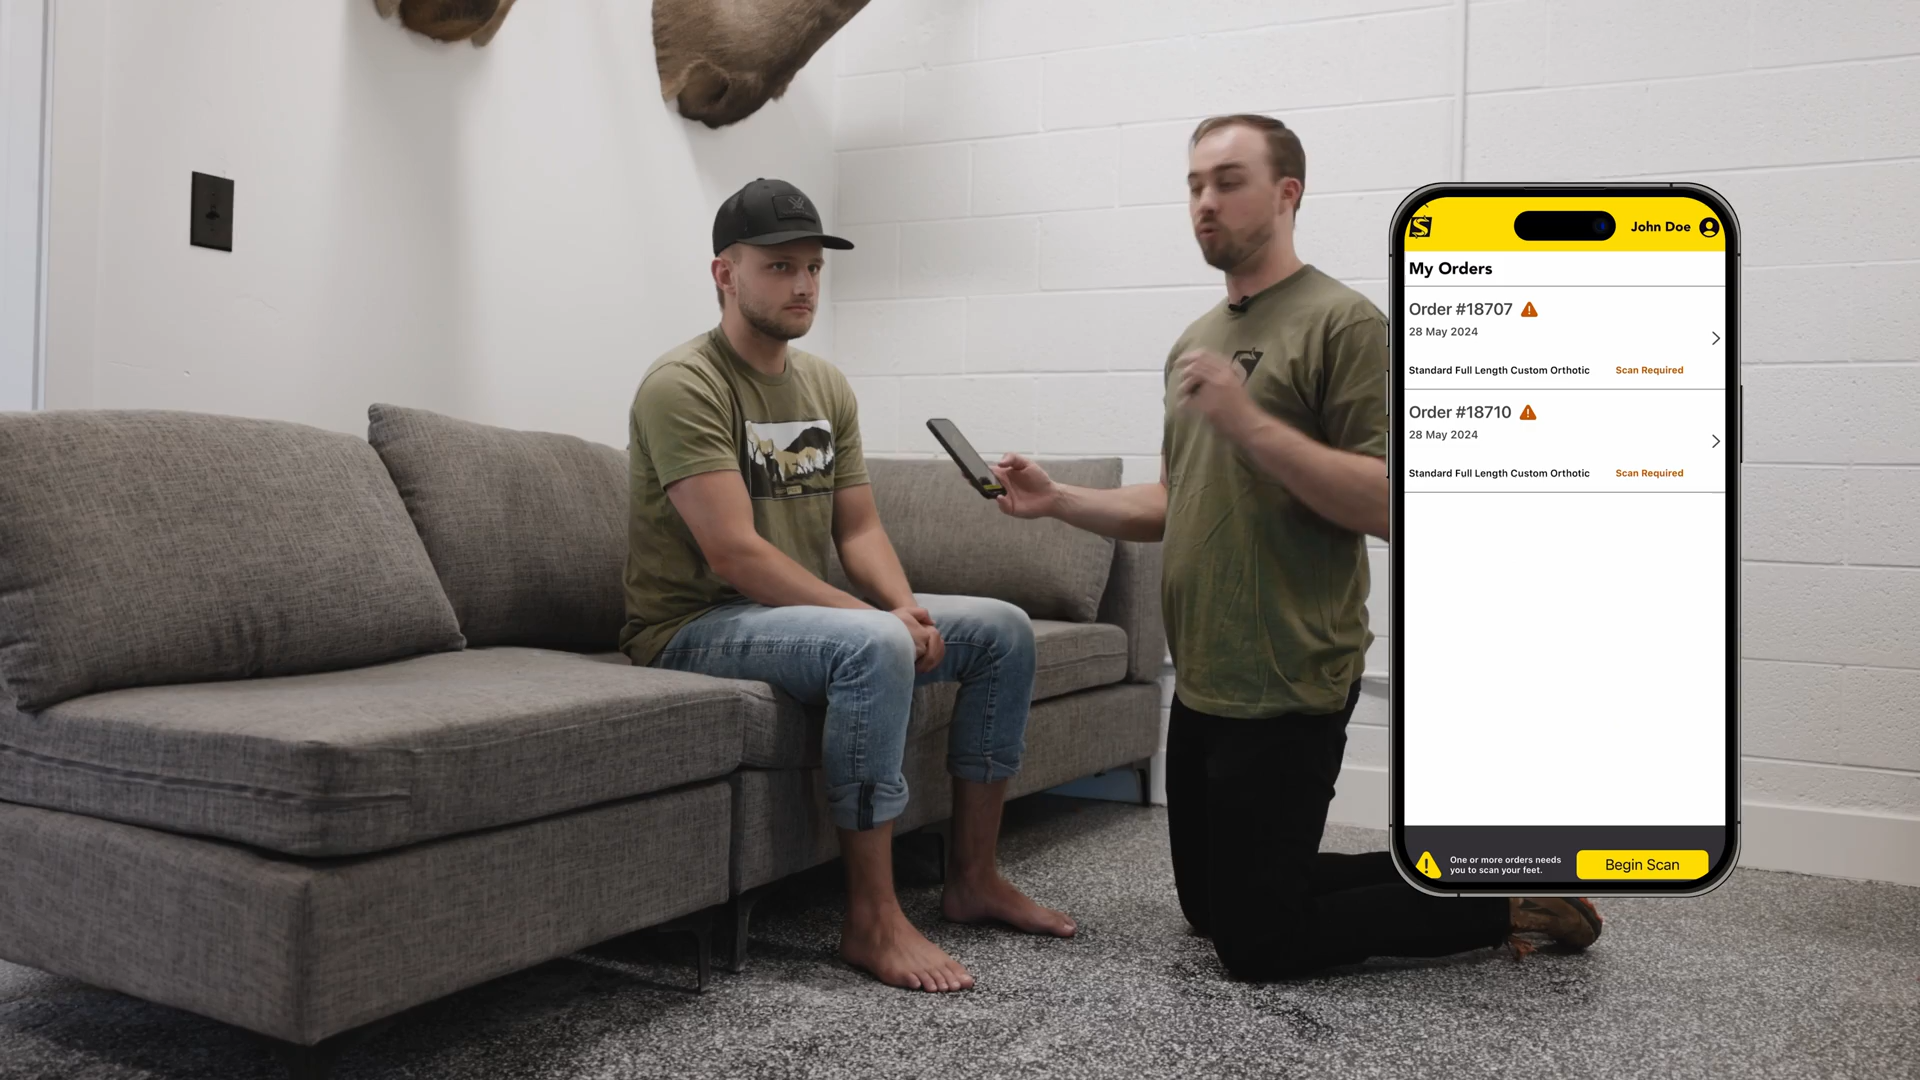 John Doe
My Orders
Order #18707
28 May 2024
Standard Full Length Custom Orthotic Scan Required
Order #18710
28 May 2024
Standard Full Length Custom Orthotic Scan Required
One or more orders needs
you to scan your feet.
Begin Scan